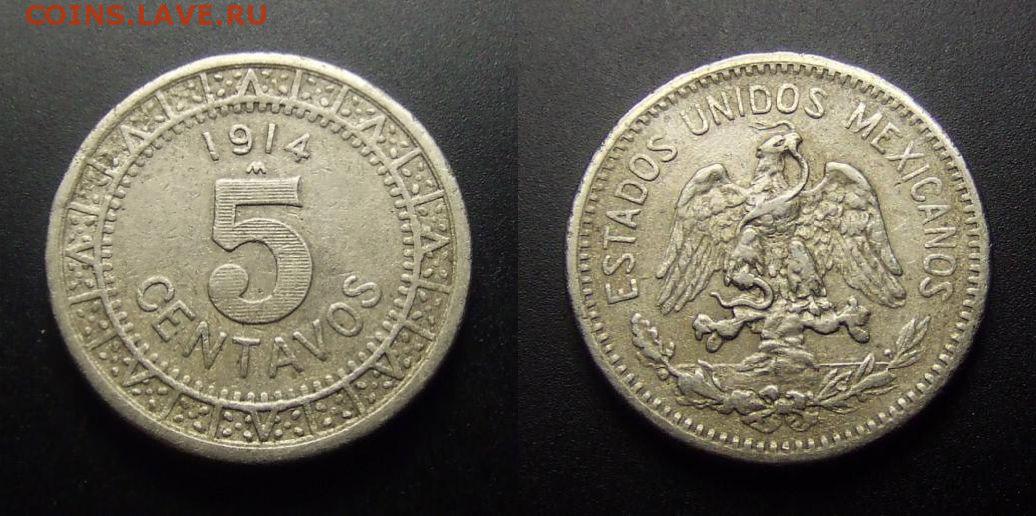 COINS.LAVE.RU
1914
M
5
CENTAVOS
ESTADOS UNIDOS MEXICANOS